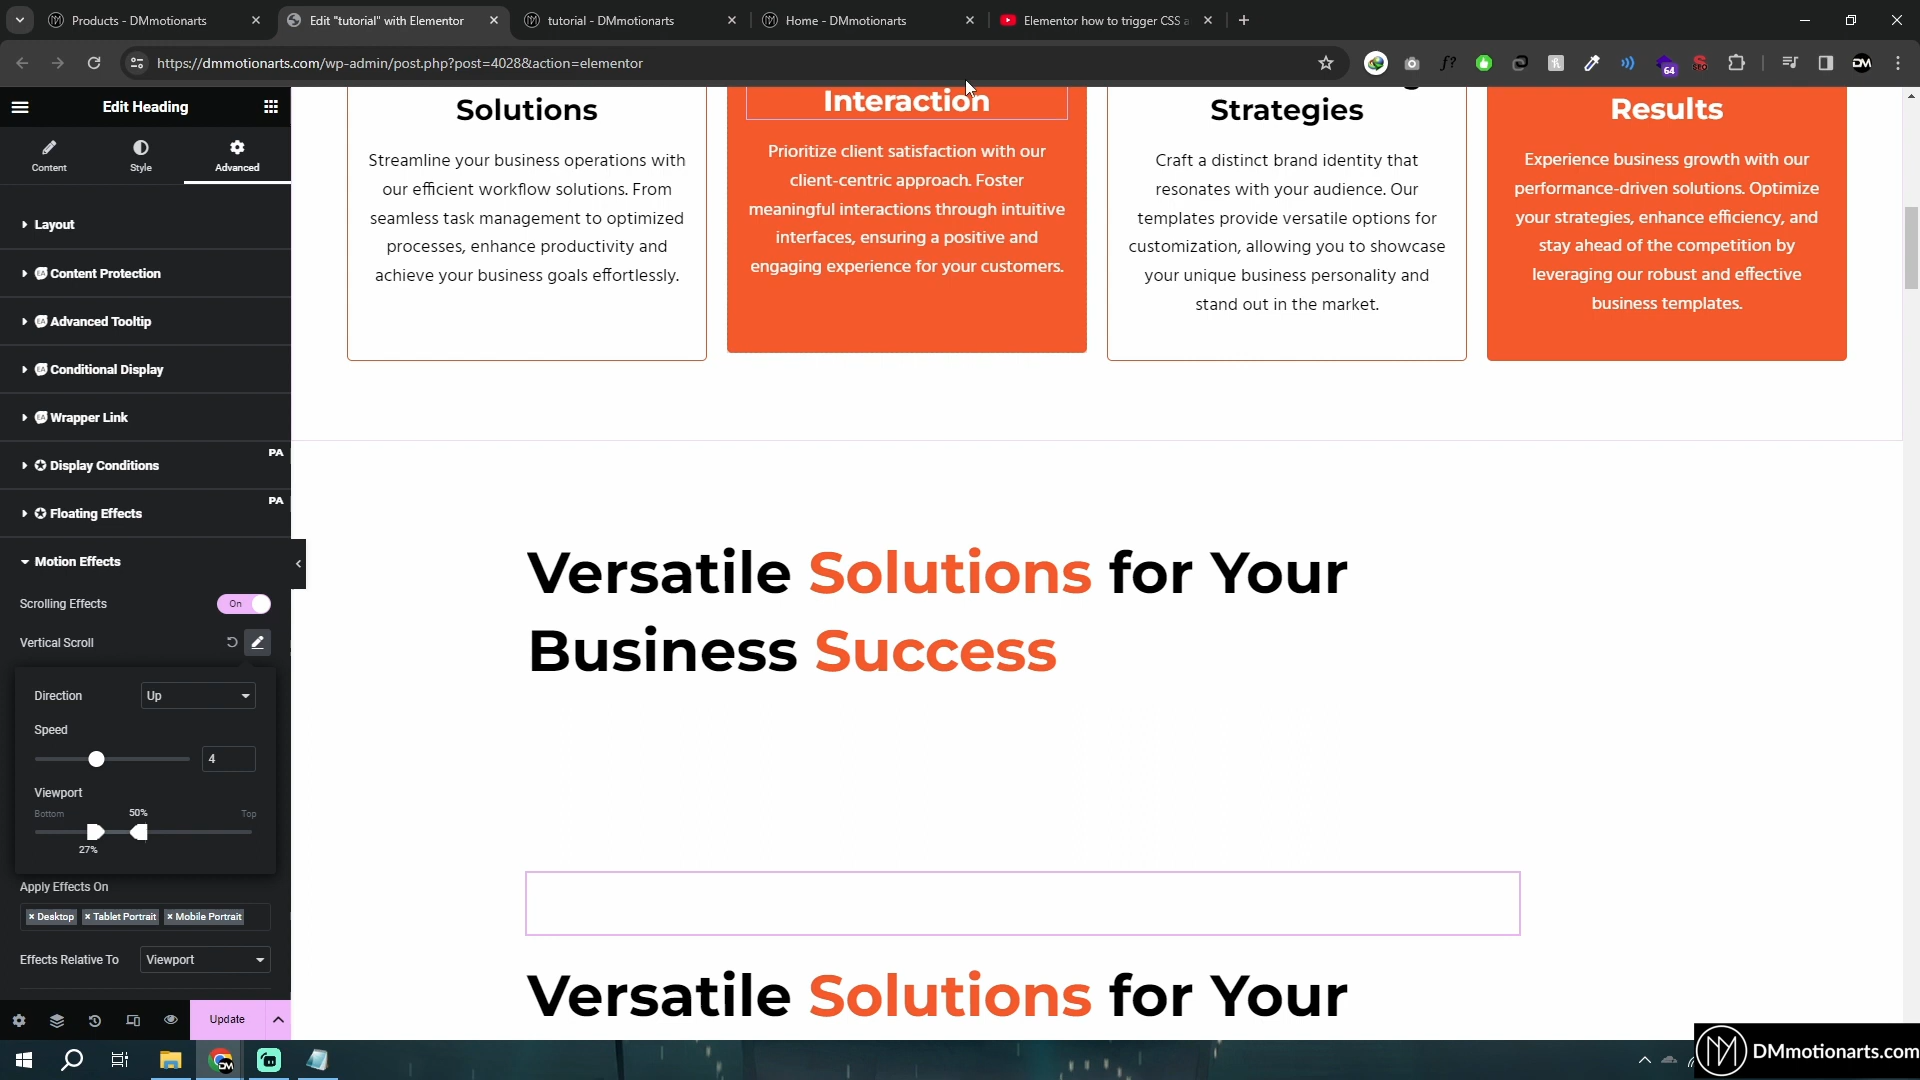 Products - DMmotionarts
Edit "tutorial" with Elementor
tutorial - DMmotionarts
Home - DMmotionarts
Elementor how to trigger CSS
https://dmmotionarts.com/wp-admin/post.php?post=4028&action=elementor
f?
64
DM
Edit Heading
Content
Style
Advanced
Layout
Content Protection
Advanced Tooltip
Conditional Display
Wrapper Link
Display Conditions
PA
Floating Effects
PA
Motion Effects
Scrolling Effects
On
Vertical Scroll
Direction
Up
Speed
4
Viewport
Bottom
50%
Top
27%
Apply Effects On
× Desktop × Tablet Portrait × Mobile Portrait
Effects Relative To
Viewport
Update
Solutions
Streamline your business operations with
our efficient workflow solutions. From
seamless task management to optimized
processes, enhance productivity and
achieve your business goals effortlessly.
Interaction
Prioritize client satisfaction with our
client-centric approach. Foster
meaningful interactions through intuitive
interfaces, ensuring a positive and
engaging experience for your customers.
Strategies
Craft a distinct brand identity that
resonates with your audience. Our
templates provide versatile options for
customization, allowing you to showcase
your unique business personality and
stand out in the market.
Results
Experience business growth with our
performance-driven solutions. Optimize
your strategies, enhance efficiency, and
stay ahead of the competition by
leveraging our robust and effective
business templates.
Versatile Solutions for Your
Business Success
Versatile Solutions for Your
DMmotionarts.com